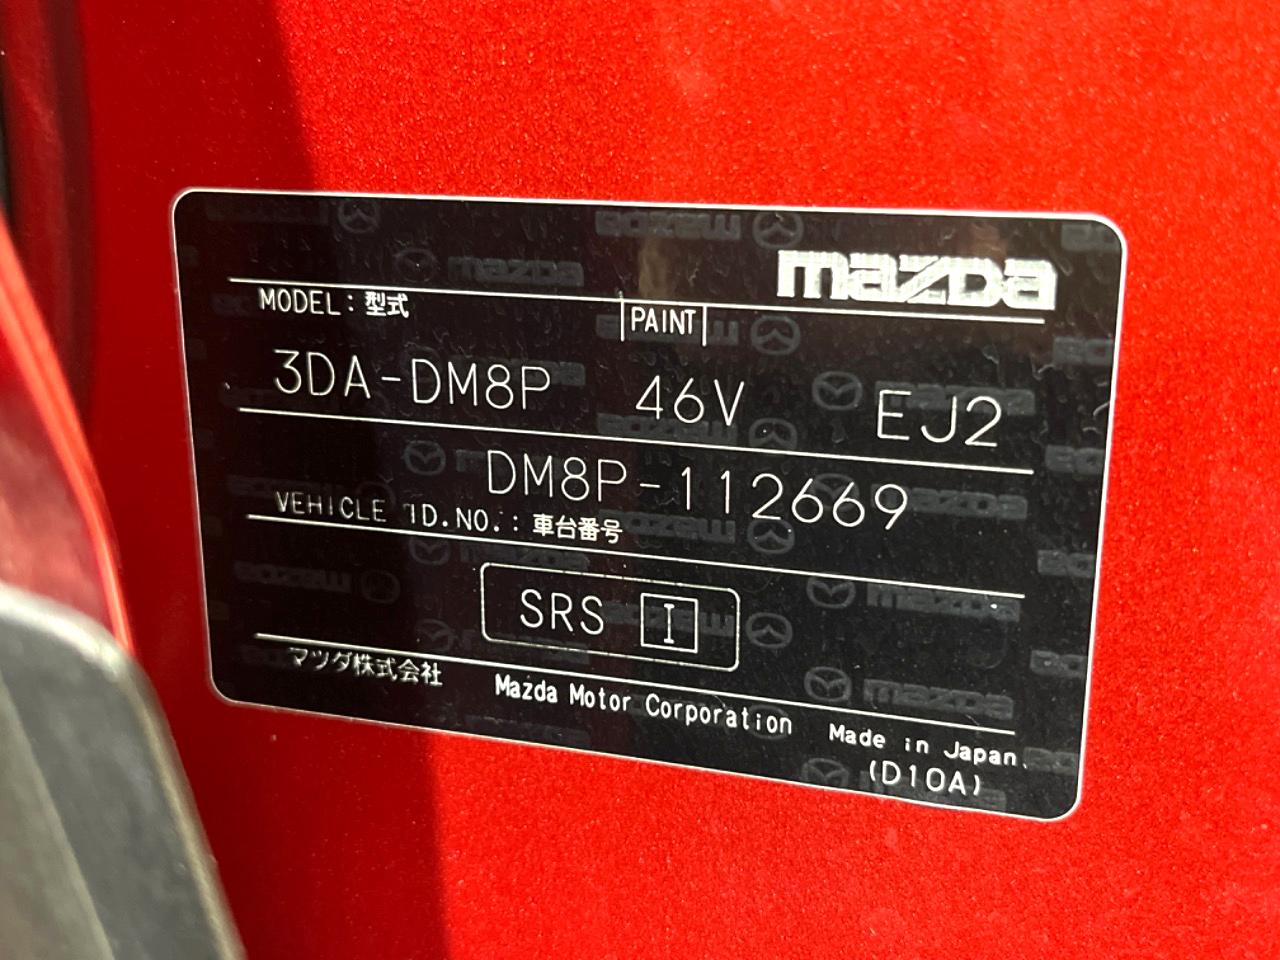 mazda
MODEL: 型式 PAINT
3DA-DM8P 46V EJ2
DM8P-112669
VEHICLE ID.NO.: 車台番号
SRS I
マツダ株式会社 Mazda Motor Corporation Made in Japan.
(D10A)